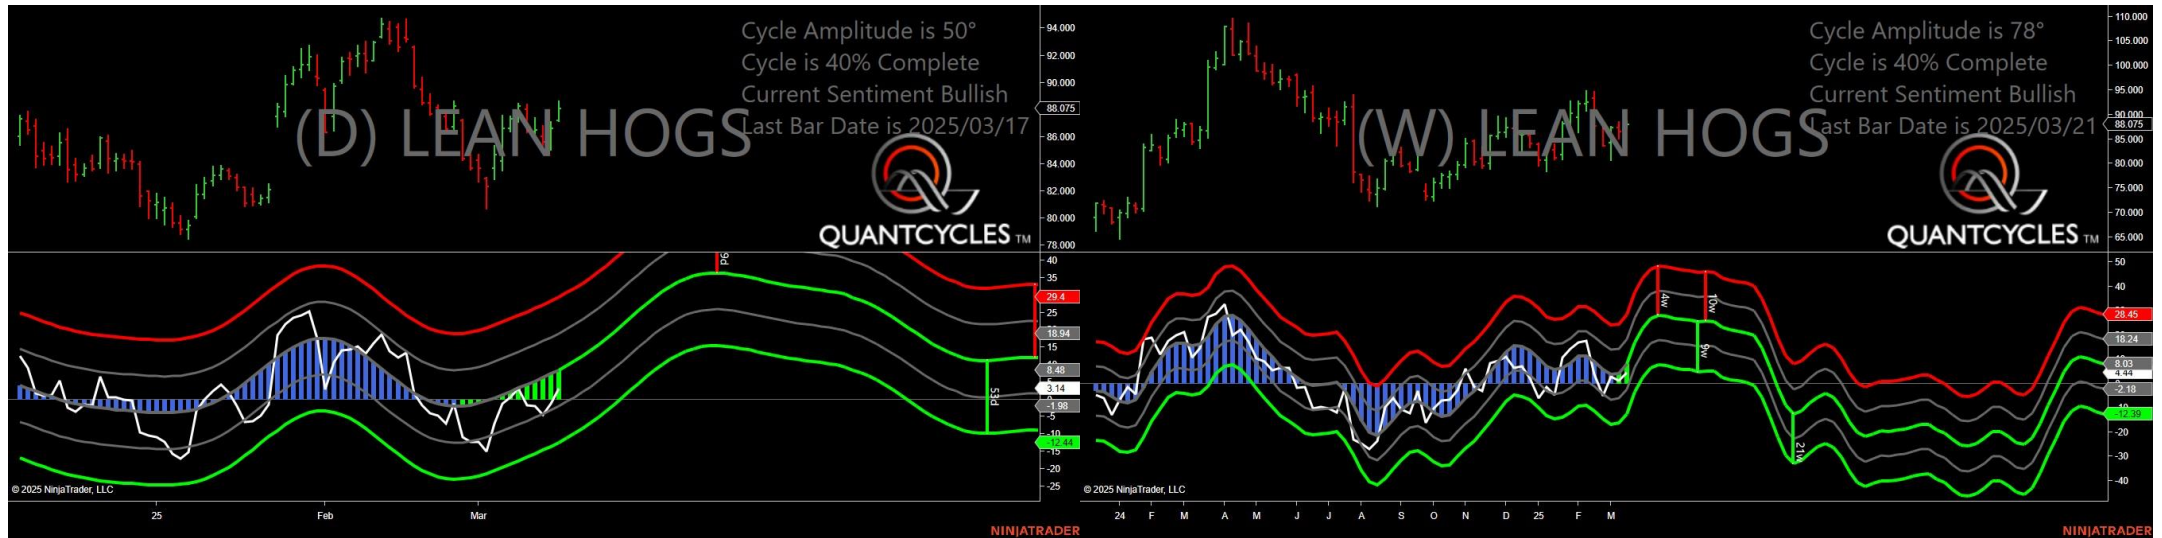 Cycle Amplitude is 50°
Cycle is 40% Complete
Current Sentiment Bullish
Last Bar Date is 2025/03/17
(D) LEAN HOGS
QUANTCYCLES TM
94.000
92.000
90.000
88.075
86.000
84.000
82.000
80.000
78.000
9d
40
35
29.4
25
18.94
15
8.48
3.14
-1.98
-5
-10
-12.44
-15
-20
-25
53d
© 2025 NinjaTrader, LLC
25
Feb
Mar
NINJATRADER
Cycle Amplitude is 78°
Cycle is 40% Complete
Current Sentiment Bullish
Last Bar Date is 2025/03/21
(W) LEAN HOGS
QUANTCYCLES TM
110.000
105.000
100.000
95.000
90.000
88.075
85.000
80.000
75.000
70.000
65.000
4w
10w
9w
21w
50
40
28.45
18.24
8.03
4.44
-2.18
-12.39
-20
-30
-40
© 2025 NinjaTrader, LLC
24
F
M
A
M
J
J
A
S
O
N
D
25
F
M
NINJATRADER